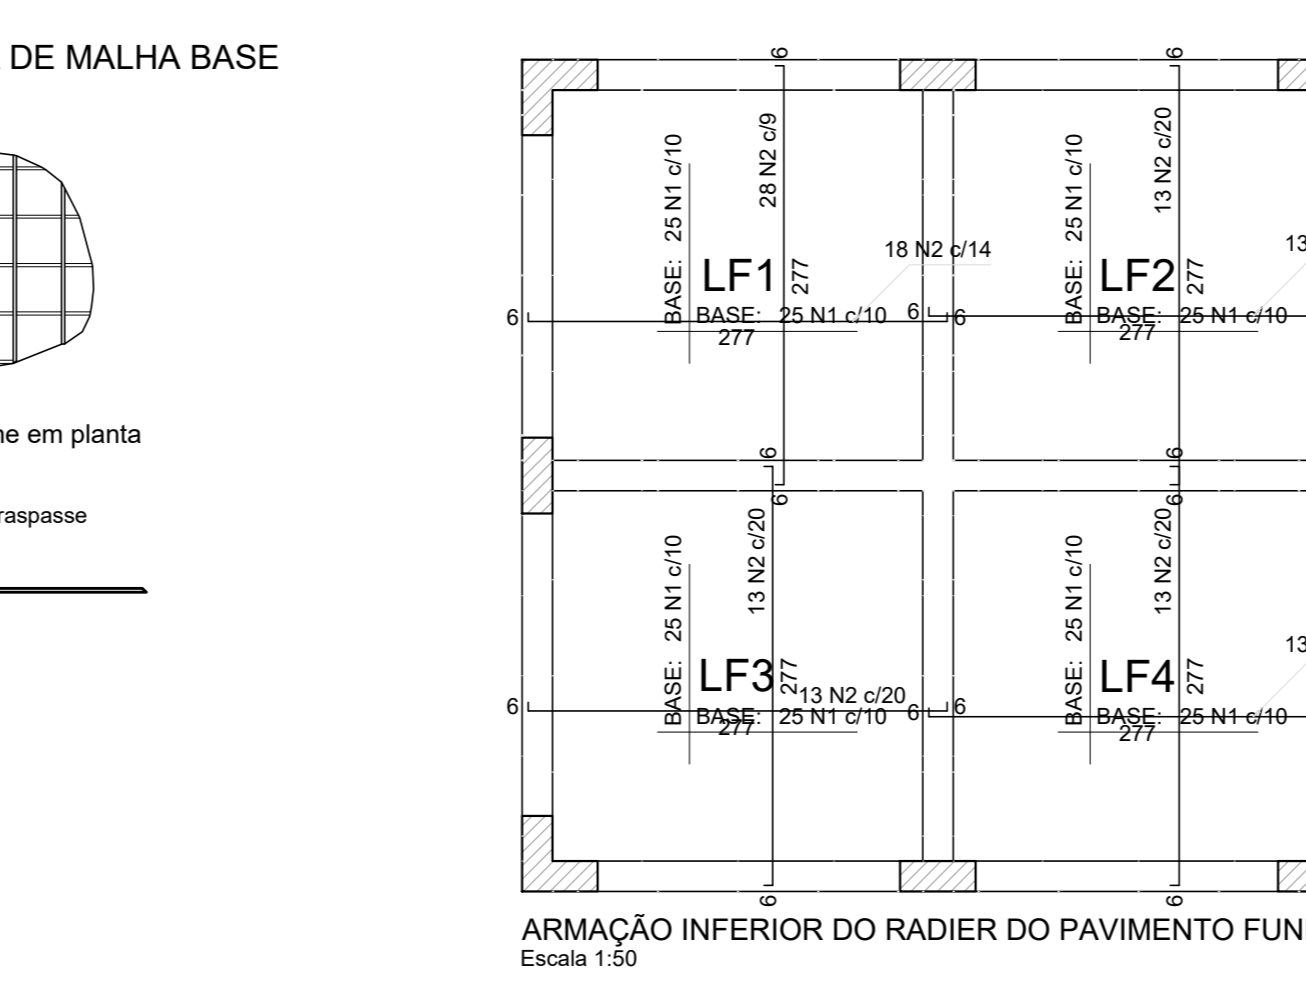 DE MALHA BASE
e em planta
raspasse
6
6
28 N2 c/9
13 N2 c/20
BASE: 25 N1 c/10
BASE: 25 N1 c/10
18 N2 c/14
13
LF1
277
LF2
277
6
BASE: 25 N1 c/10
6
6
BASE: 25 N1 c/10
277
277
6
6
6
6
13 N2 c/20
13 N2 c/20
BASE: 25 N1 c/10
BASE: 25 N1 c/10
13
LF3
277
LF4
277
13 N2 c/20
6
BASE: 25 N1 c/10
6
6
BASE: 25 N1 c/10
277
277
6
6
ARMAÇÃO INFERIOR DO RADIER DO PAVIMENTO FUN
Escala 1:50